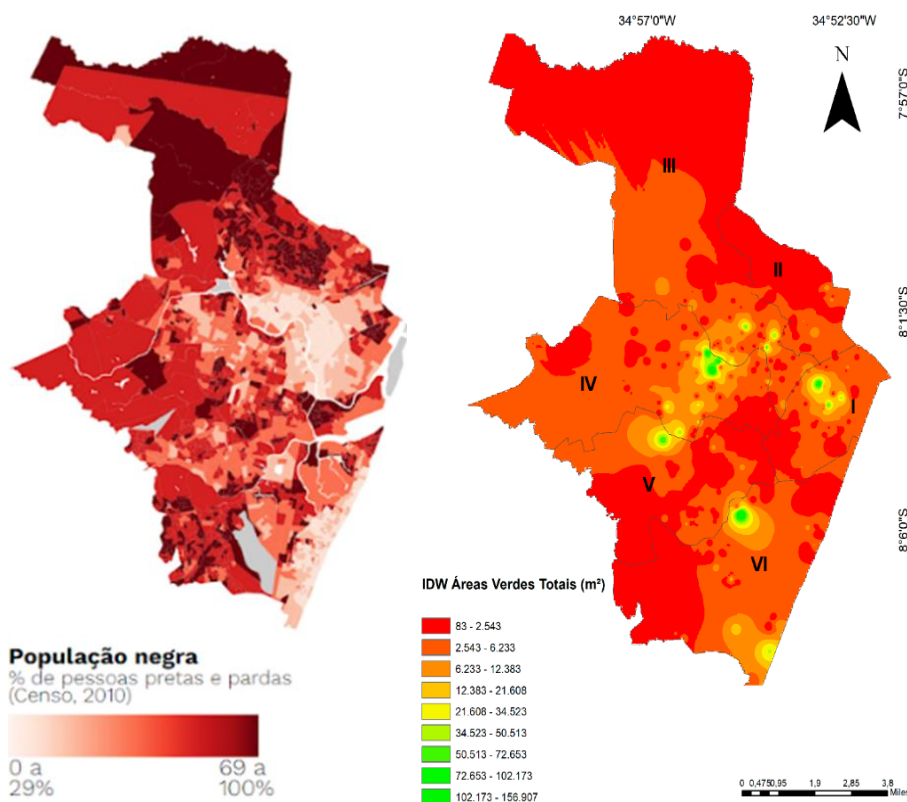 População negra
% de pessoas pretas e pardas
(Censo, 2010)
0 a
29%
69 a
100%
34°57'0"W
34°52'30"W
N
7°57'0"S
8°1'30"S
8°6'0"S
III
II
IV
I
V
VI
IDW Áreas Verdes Totais (m²)
83 - 2.543
2.543 - 6.233
6.233 - 12.383
12.383 - 21.608
21.608 - 34.523
34.523 - 50.513
50.513 - 72.653
72.653 - 102.173
102.173 - 156.907
0 0,4750,95 1,9 2,85 3,8
Miles